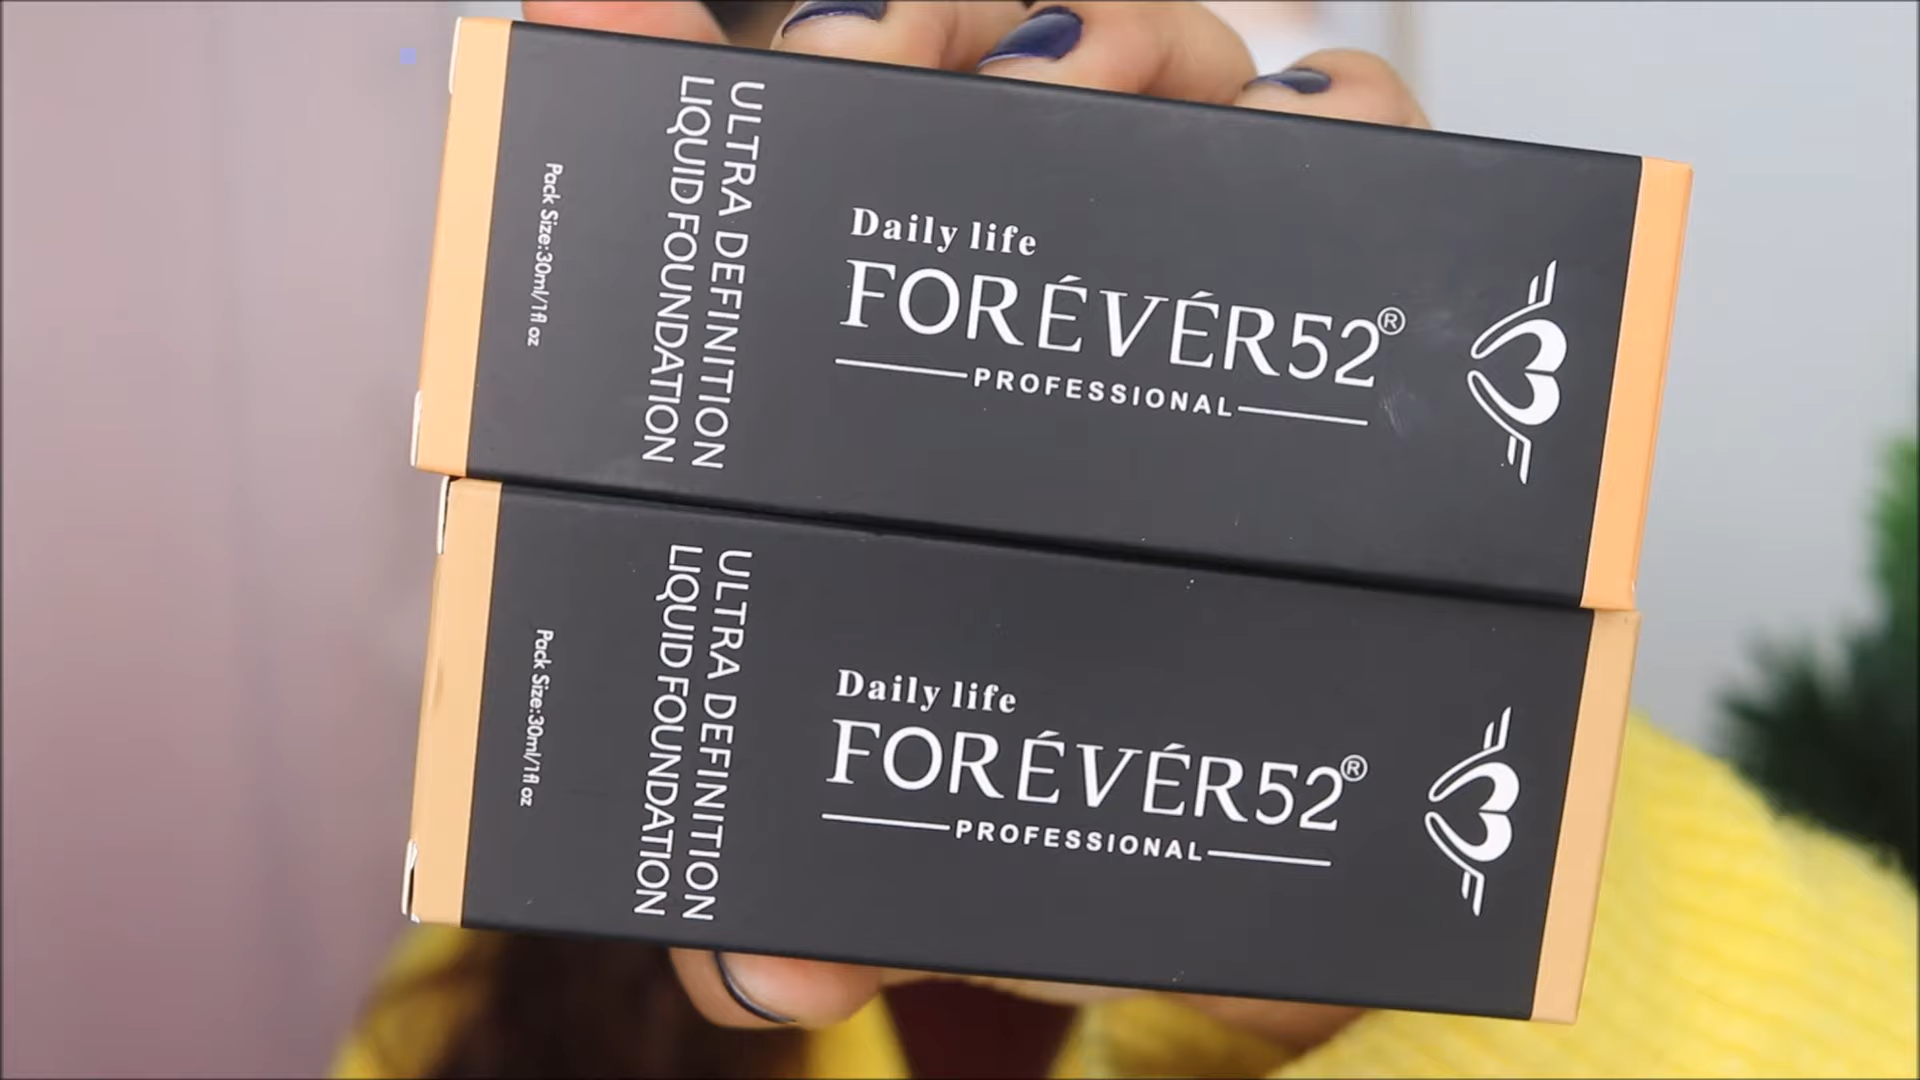 Daily life
FORÉVÉR52®
PROFESSIONAL
ULTRA DEFINITION
LIQUID FOUNDATION
Pack Size:30ml/1fl oz
Daily life
FORÉVÉR52®
PROFESSIONAL
ULTRA DEFINITION
LIQUID FOUNDATION
Pack Size:30ml/1fl oz